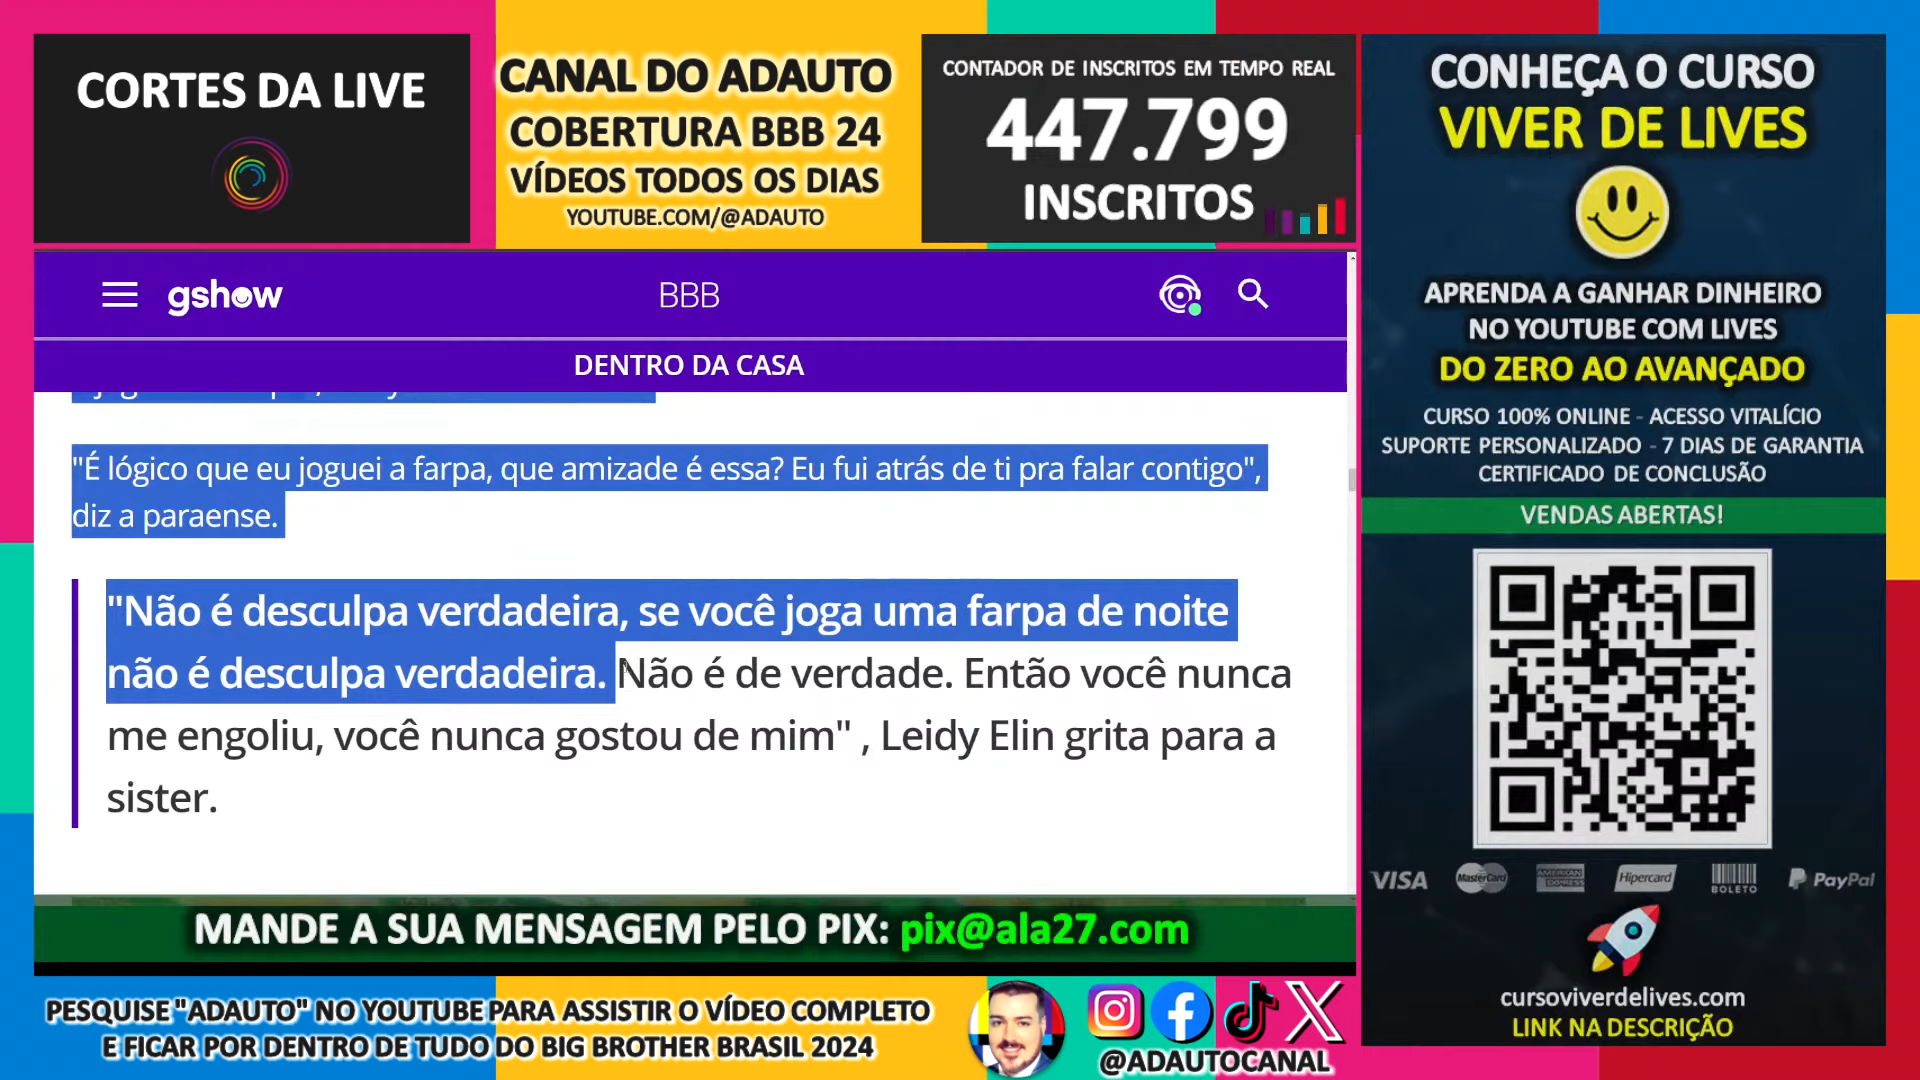 CORTES DA LIVE
CANAL DO ADAUTO
COBERTURA BBB 24
VÍDEOS TODOS OS DIAS
YOUTUBE.COM/@ADAUTO
CONTADOR DE INSCRITOS EM TEMPO REAL
447.799
INSCRITOS
gshow
BBB
DENTRO DA CASA
"É lógico que eu joguei a farpa, que amizade é essa? Eu fui atrás de ti pra falar contigo",
diz a paraense.
"Não é desculpa verdadeira, se você joga uma farpa de noite
não é desculpa verdadeira. Não é de verdade. Então você nunca
me engoliu, você nunca gostou de mim" , Leidy Elin grita para a
sister.
MANDE A SUA MENSAGEM PELO PIX: pix@ala27.com
PESQUISE "ADAUTO" NO YOUTUBE PARA ASSISTIR O VÍDEO COMPLETO
E FICAR POR DENTRO DE TUDO DO BIG BROTHER BRASIL 2024
@ADAUTOCANAL
CONHEÇA O CURSO
VIVER DE LIVES
APRENDA A GANHAR DINHEIRO
NO YOUTUBE COM LIVES
DO ZERO AO AVANÇADO
CURSO 100% ONLINE - ACESSO VITALÍCIO
SUPORTE PERSONALIZADO - 7 DIAS DE GARANTIA
CERTIFICADO DE CONCLUSÃO
VENDAS ABERTAS!
VISA MasterCard AMERICAN EXPRESS Hipercard BOLETO PayPal
cursoviverdelives.com
LINK NA DESCRIÇÃO